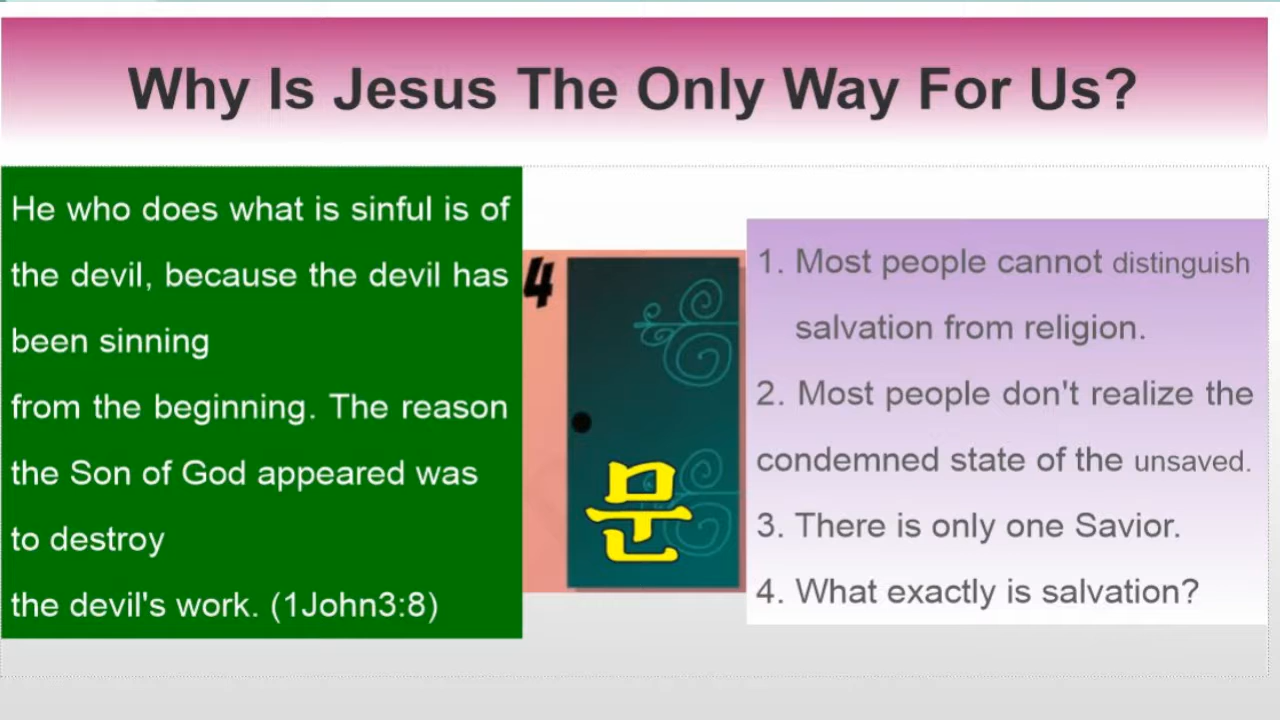 Why Is Jesus The Only Way For Us?
He who does what is sinful is of
the devil, because the devil has
been sinning
from the beginning. The reason
the Son of God appeared was
to destroy
the devil's work. (1John3:8)
4
문
1. Most people cannot distinguish
salvation from religion.
2. Most people don't realize the
condemned state of the unsaved.
3. There is only one Savior.
4. What exactly is salvation?